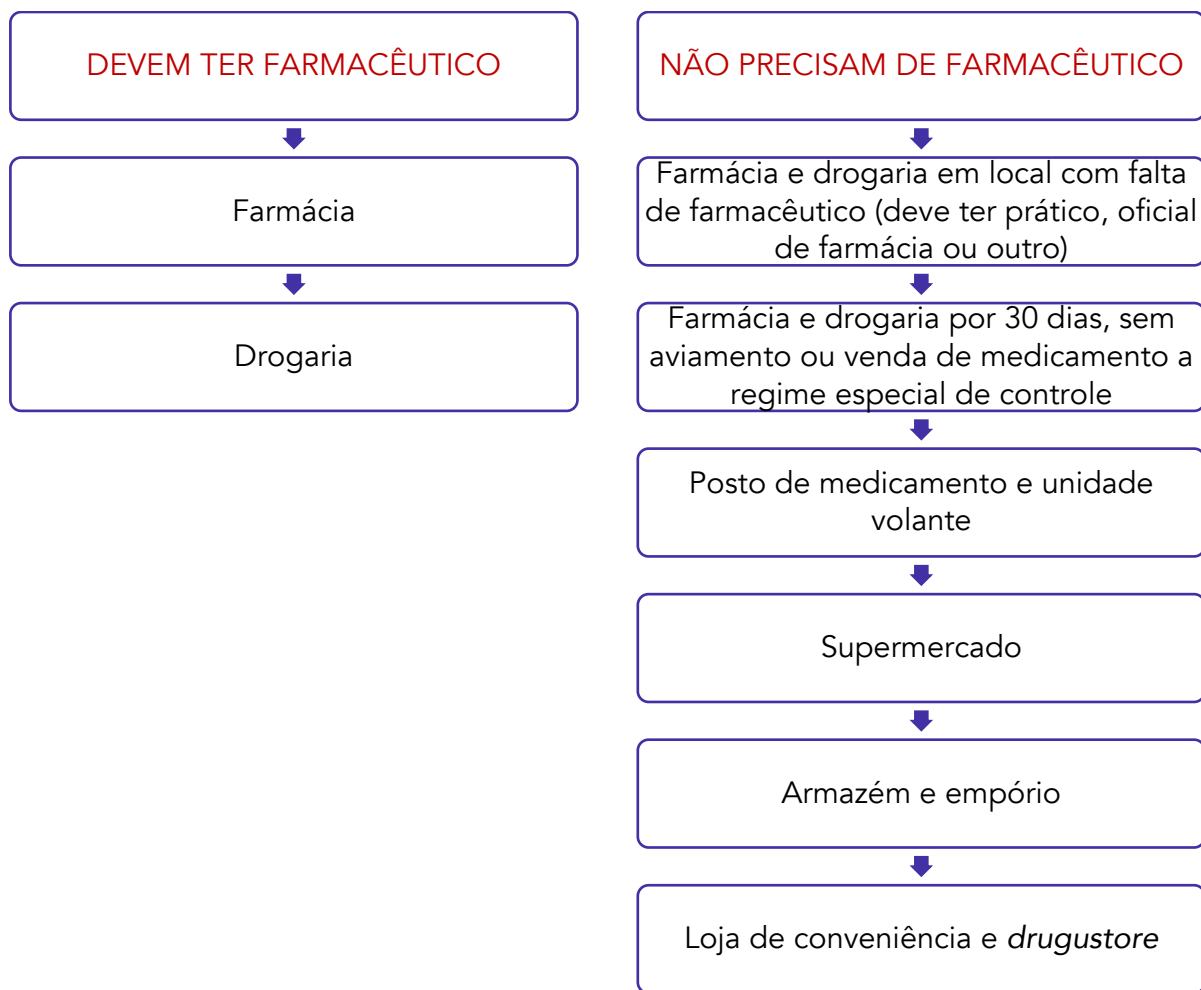 DEVEM TER FARMACÊUTICO
Farmácia
Drogaria
NÃO PRECISAM DE FARMACÊUTICO
Farmácia e drogaria em local com falta
de farmacêutico (deve ter prático, oficial
de farmácia ou outro)
Farmácia e drogaria por 30 dias, sem
aviamento ou venda de medicamento a
regime especial de controle
Posto de medicamento e unidade
volante
Supermercado
Armazém e empório
Loja de conveniência e drugustore